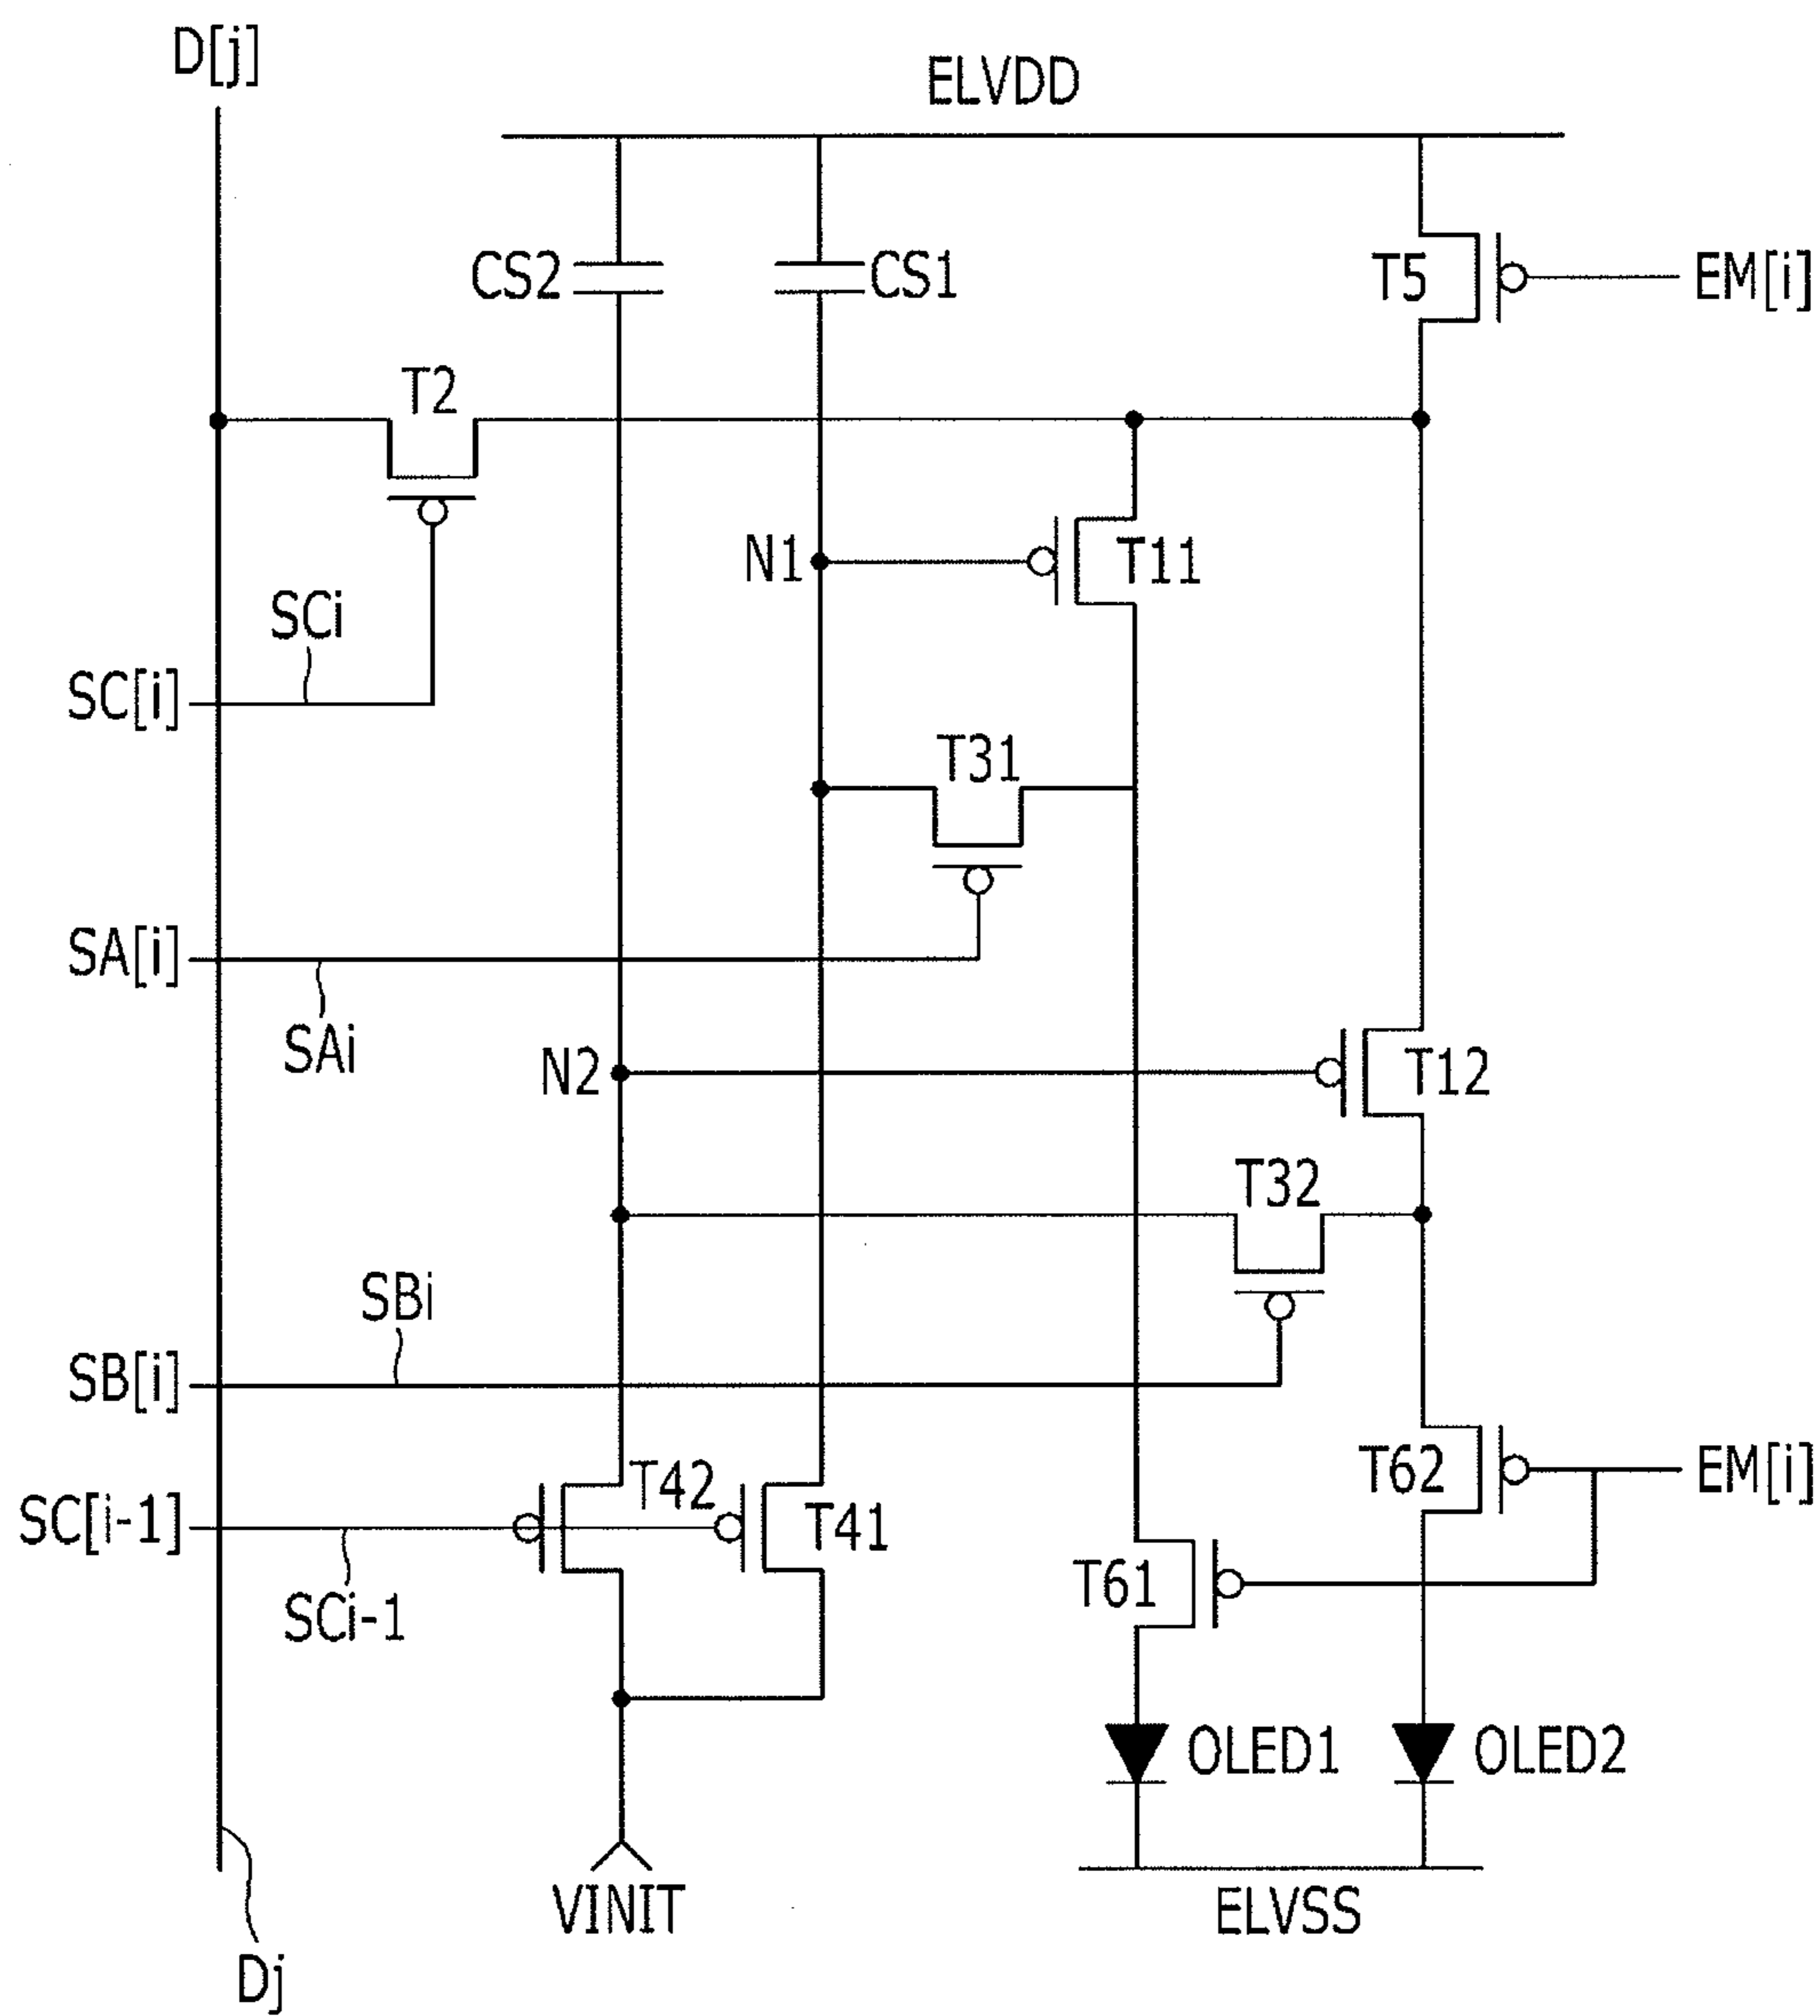 D[j]
ELVDD
CS2
CS1
T5
EM[i]
T2
N1
T11
SCi
SC[i]
T31
SA[i]
SAi
N2
T12
T32
SBi
SB[i]
T42
T62
EM[i]
SC[i-1]
T41
T61
SCi-1
OLED1
OLED2
VINIT
ELVSS
Dj